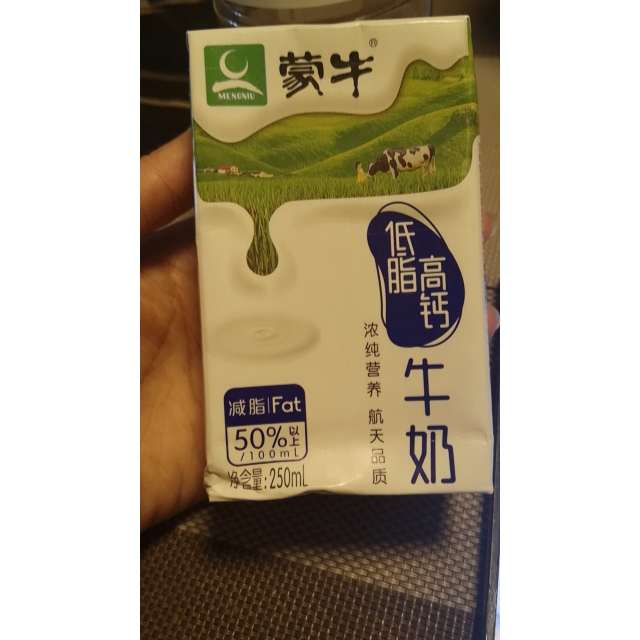 MENGNIU
蒙牛®
低脂
高钙
牛奶
浓纯营养 航天品质
减脂|Fat
50%以上
/100mL
净含量:250mL